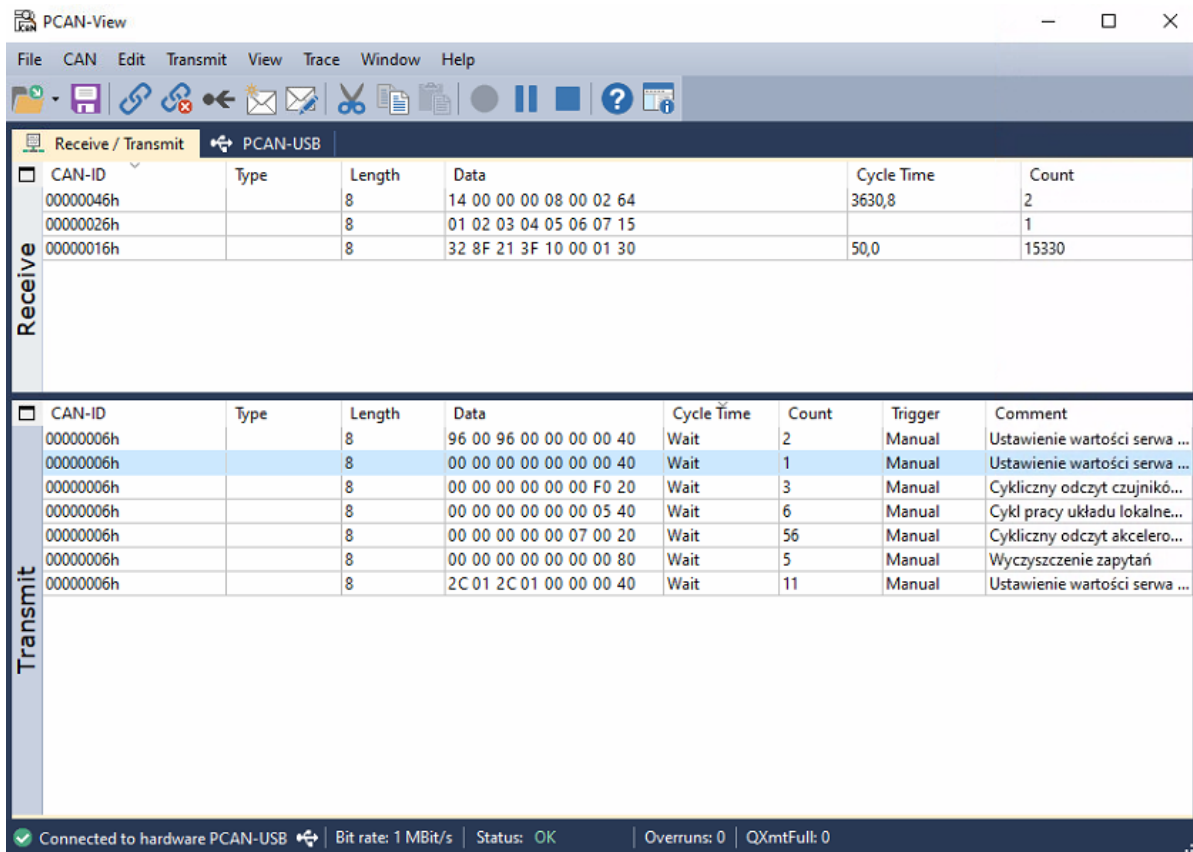 PCAN-View
File CAN Edit Transmit View Trace Window Help
Receive / Transmit PCAN-USB
CAN-ID Type Length Data Cycle Time Count
00000046h 8 14 00 00 00 08 00 02 64 3630,8 2
00000026h 8 01 02 03 04 05 06 07 15 1
00000016h 8 32 8F 21 3F 10 00 01 30 50,0 15330
Receive
CAN-ID Type Length Data Cycle Time Count Trigger Comment
00000006h 8 96 00 96 00 00 00 00 40 Wait 2 Manual Ustawienie wartości serwa ...
00000006h 8 00 00 00 00 00 00 00 40 Wait 1 Manual Ustawienie wartości serwa ...
00000006h 8 00 00 00 00 00 00 F0 20 Wait 3 Manual Cykliczny odczyt czujnikó...
00000006h 8 00 00 00 00 00 00 05 40 Wait 6 Manual Cykl pracy układu lokalne...
00000006h 8 00 00 00 00 00 07 00 20 Wait 56 Manual Cykliczny odczyt akcelero...
00000006h 8 00 00 00 00 00 00 00 80 Wait 5 Manual Wyczyszczenie zapytań
00000006h 8 2C 01 2C 01 00 00 00 40 Wait 11 Manual Ustawienie wartości serwa ...
Transmit
Connected to hardware PCAN-USB Bit rate: 1 MBit/s Status: OK Overruns: 0 QXmtFull: 0